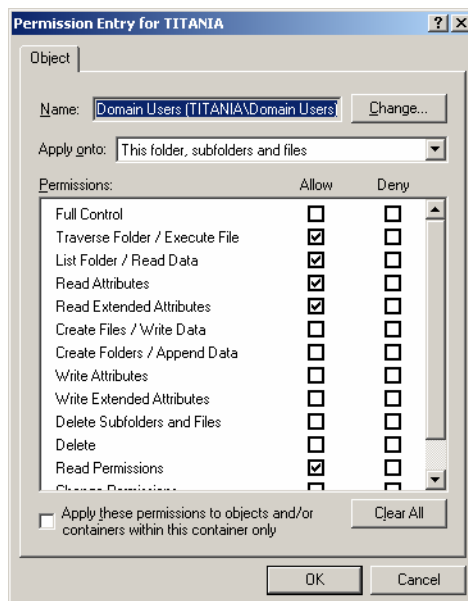 Permission Entry for TITANIA
Object
Name: Domain Users (TITANIA\Domain Users) Change...
Apply onto: This folder, subfolders and files
Permissions: Allow Deny
Full Control
Traverse Folder / Execute File
List Folder / Read Data
Read Attributes
Read Extended Attributes
Create Files / Write Data
Create Folders / Append Data
Write Attributes
Write Extended Attributes
Delete Subfolders and Files
Delete
Read Permissions
Change Permissions
Apply these permissions to objects and/or
containers within this container only
Clear All
OK Cancel